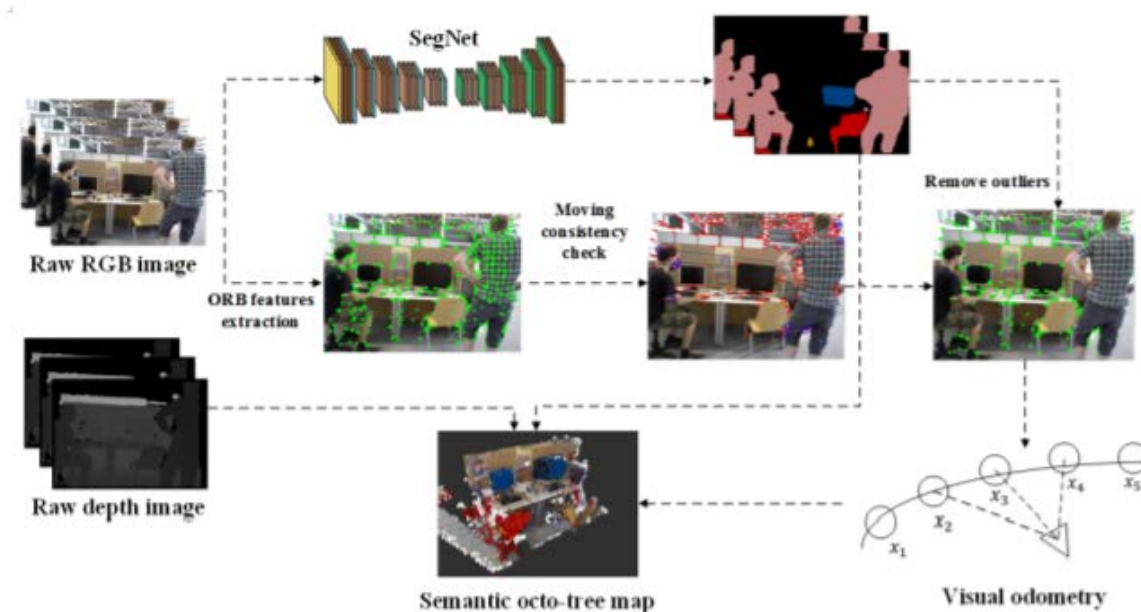 SegNet
Raw RGB image
ORB features
extraction
Moving
consistency
check
Remove outliers
Raw depth image
Semantic octo-tree map
x₁
x₂
x₃
x₄
x₅
Visual odometry